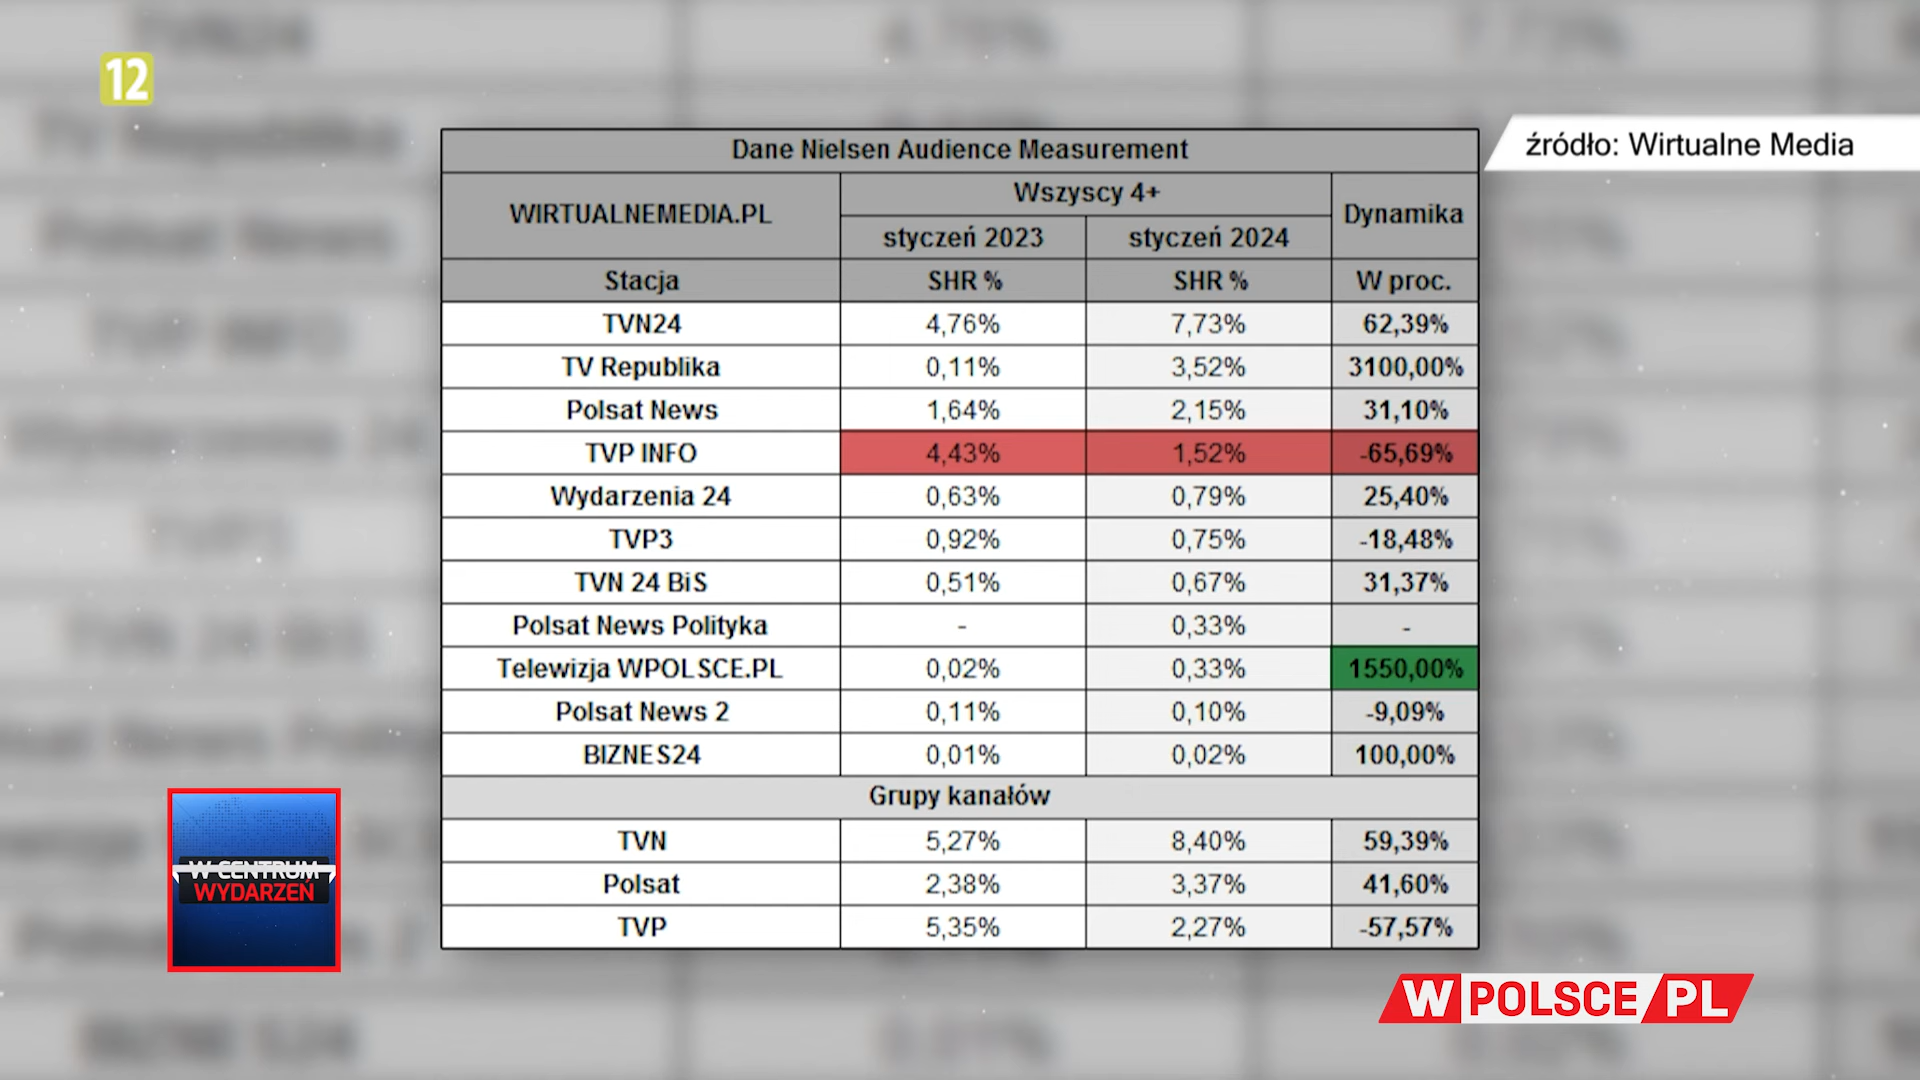 12
źródło: Wirtualne Media
Dane Nielsen Audience Measurement
WIRTUALNEMEDIA.PL Wszyscy 4+ Dynamika
styczeń 2023 styczeń 2024
Stacja SHR % SHR % W proc.
TVN24 4,76% 7,73% 62,39%
TV Republika 0,11% 3,52% 3100,00%
Polsat News 1,64% 2,15% 31,10%
TVP INFO 4,43% 1,52% -65,69%
Wydarzenia 24 0,63% 0,79% 25,40%
TVP3 0,92% 0,75% -18,48%
TVN 24 BiS 0,51% 0,67% 31,37%
Polsat News Polityka - 0,33% -
Telewizja WPOLSCE.PL 0,02% 0,33% 1550,00%
Polsat News 2 0,11% 0,10% -9,09%
BIZNES24 0,01% 0,02% 100,00%
Grupy kanałów
TVN 5,27% 8,40% 59,39%
Polsat 2,38% 3,37% 41,60%
TVP 5,35% 2,27% -57,57%
W CENTRUM
WYDARZEŃ
W POLSCE PL